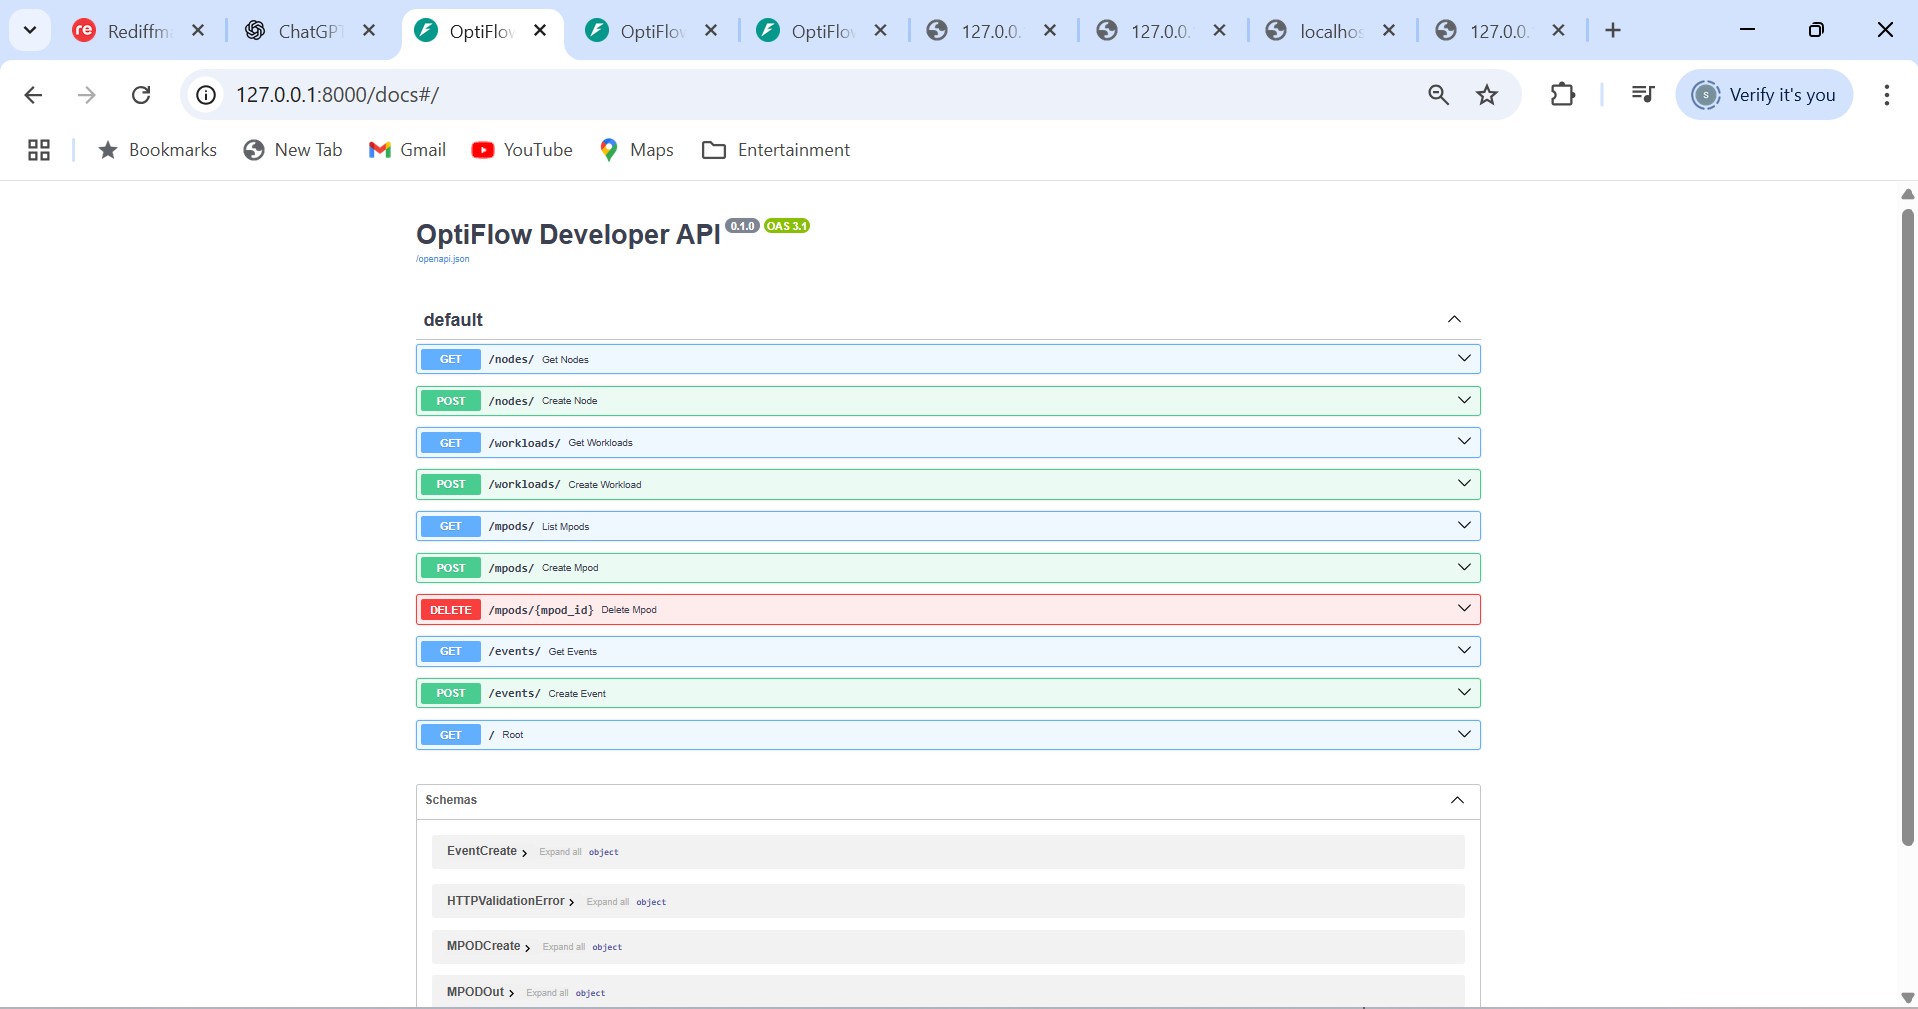 Rediffm
ChatGPT
OptiFlow
OptiFlow
OptiFlow
127.0.0.
127.0.0.
localhos
127.0.0.
127.0.0.1:8000/docs#/
s
Verify it's you
Bookmarks
New Tab
Gmail
YouTube
Maps
Entertainment
OptiFlow Developer API 0.1.0 OAS 3.1
/openapi.json
default
GET /nodes/ Get Nodes
POST /nodes/ Create Node
GET /workloads/ Get Workloads
POST /workloads/ Create Workload
GET /mpods/ List Mpods
POST /mpods/ Create Mpod
DELETE /mpods/{mpod_id} Delete Mpod
GET /events/ Get Events
POST /events/ Create Event
GET / Root
Schemas
EventCreate Expand all object
HTTPValidationError Expand all object
MPODCreate Expand all object
MPODOut Expand all object